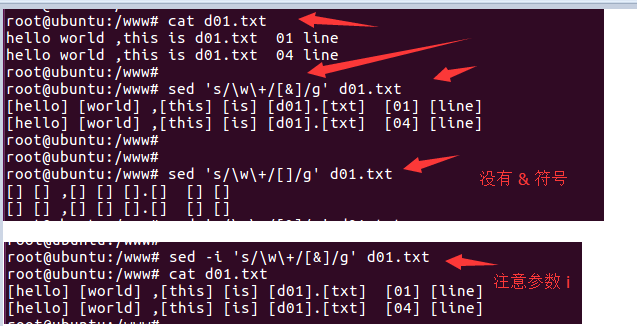 root@ubuntu:/www# cat d01.txt
hello world ,this is d01.txt  01 line
hello world ,this is d01.txt  04 line
root@ubuntu:/www#
root@ubuntu:/www# sed 's/\w\+/[&]/g' d01.txt
[hello] [world] ,[this] [is] [d01].[txt]  [01] [line]
[hello] [world] ,[this] [is] [d01].[txt]  [04] [line]
root@ubuntu:/www#
root@ubuntu:/www#
root@ubuntu:/www# sed 's/\w\+/[]/g' d01.txt
没有 & 符号
[] [] ,[] [] [].[]  [] []
[] [] ,[] [] [].[]  [] []
root@ubuntu:/www# sed -i 's/\w\+/[&]/g' d01.txt
root@ubuntu:/www# cat d01.txt
注意参数 i
[hello] [world] ,[this] [is] [d01].[txt]  [01] [line]
[hello] [world] ,[this] [is] [d01].[txt]  [04] [line]
root@ubuntu:/www#